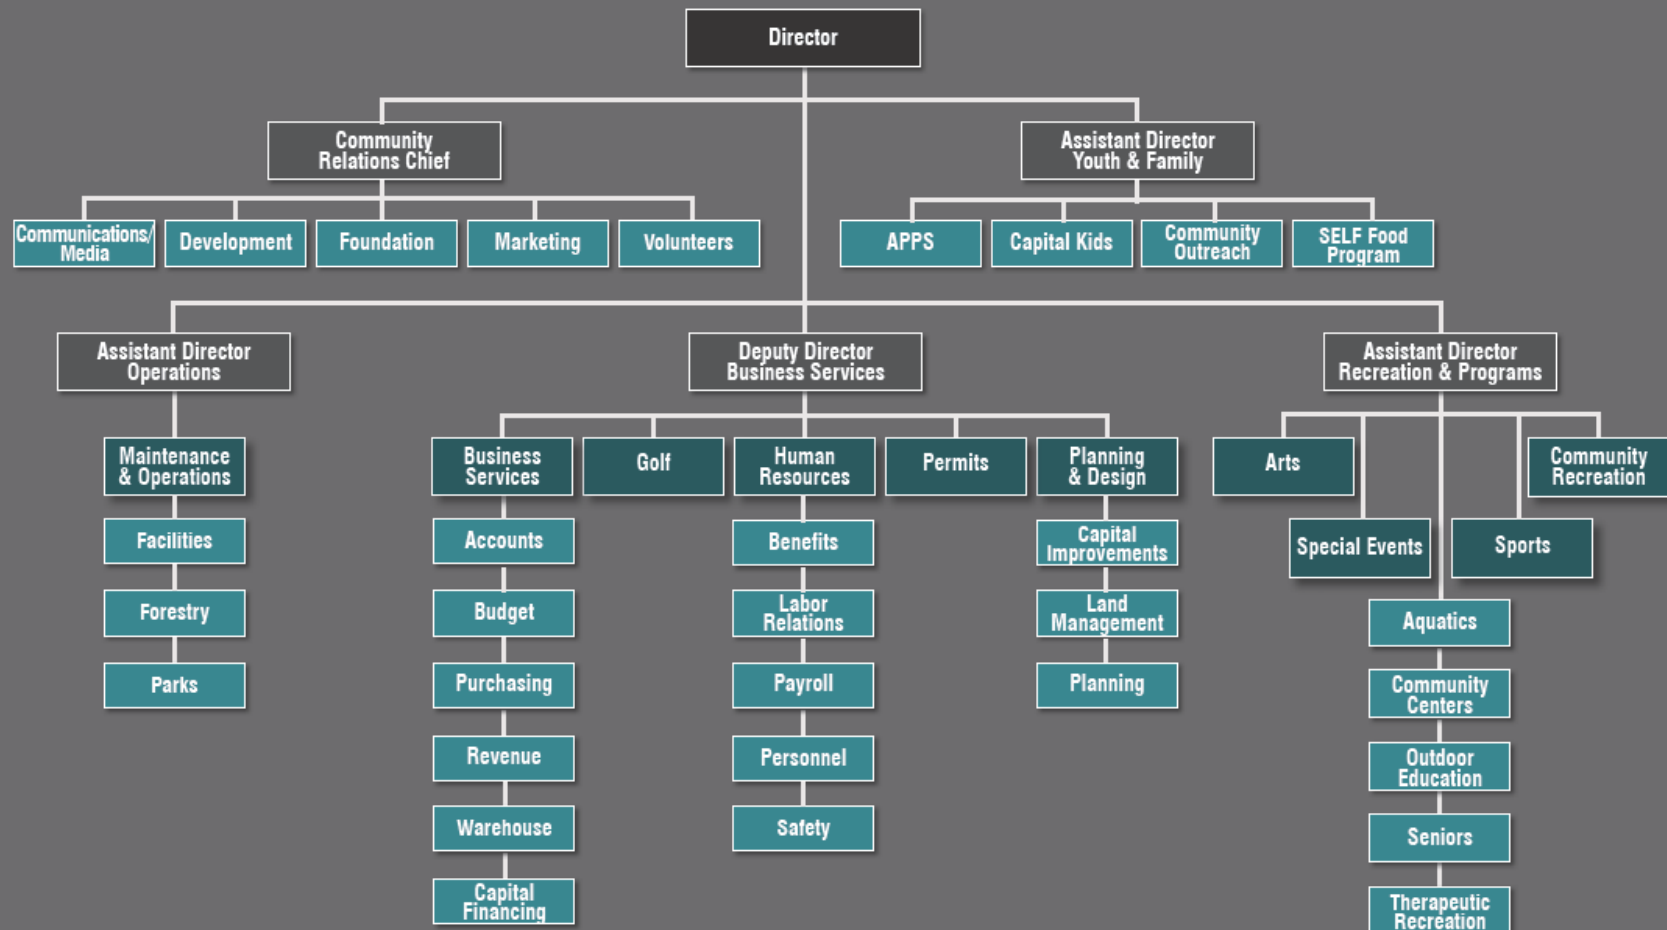 Director
Community
Relations Chief
Assistant Director
Youth & Family
Communications/
Media
Development
Foundation
Marketing
Volunteers
APPS
Capital Kids
Community
Outreach
SELF Food
Program
Assistant Director
Operations
Deputy Director
Business Services
Assistant Director
Recreation & Programs
Maintenance
& Operations
Facilities
Forestry
Parks
Business
Services
Accounts
Budget
Purchasing
Revenue
Warehouse
Capital
Financing
Golf
Human
Resources
Benefits
Labor
Relations
Payroll
Personnel
Safety
Permits
Planning
& Design
Capital
Improvements
Land
Management
Planning
Arts
Special Events
Sports
Community
Recreation
Aquatics
Community
Centers
Outdoor
Education
Seniors
Therapeutic
Recreation